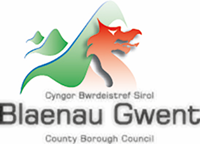 Cyngor Bwrdeistref Sirol
Blaenau Gwent
County Borough Council